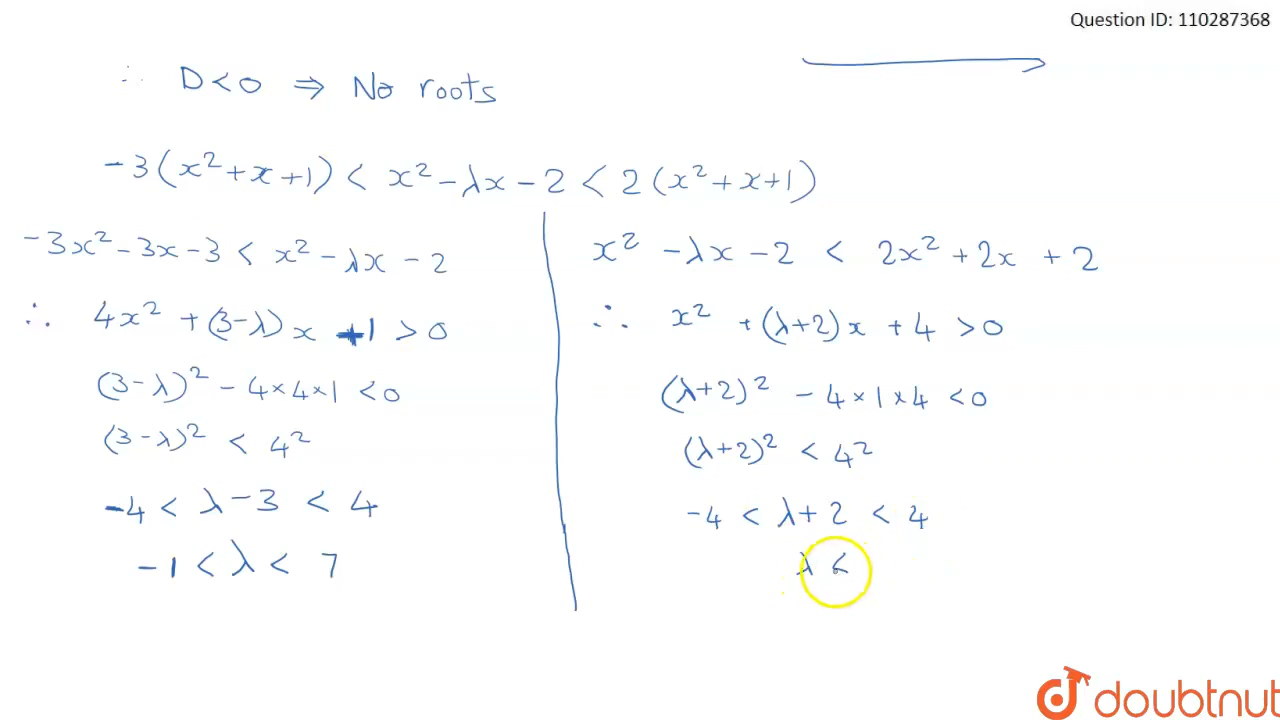 Question ID: 110287368
∴ D < 0 ⇒ No roots
-3(x² + x + 1) < x² - λx - 2 < 2(x² + x + 1)
-3x² - 3x - 3 < x² - λx - 2
∴ 4x² + (3-λ)x + 1 > 0
(3-λ)² - 4×4×1 < 0
(3-λ)² < 4²
-4 < λ - 3 < 4
-1 < λ < 7
x² - λx - 2 < 2x² + 2x + 2
∴ x² + (λ+2)x + 4 > 0
(λ+2)² - 4×1×4 < 0
(λ+2)² < 4²
-4 < λ + 2 < 4
λ <
doubtnut